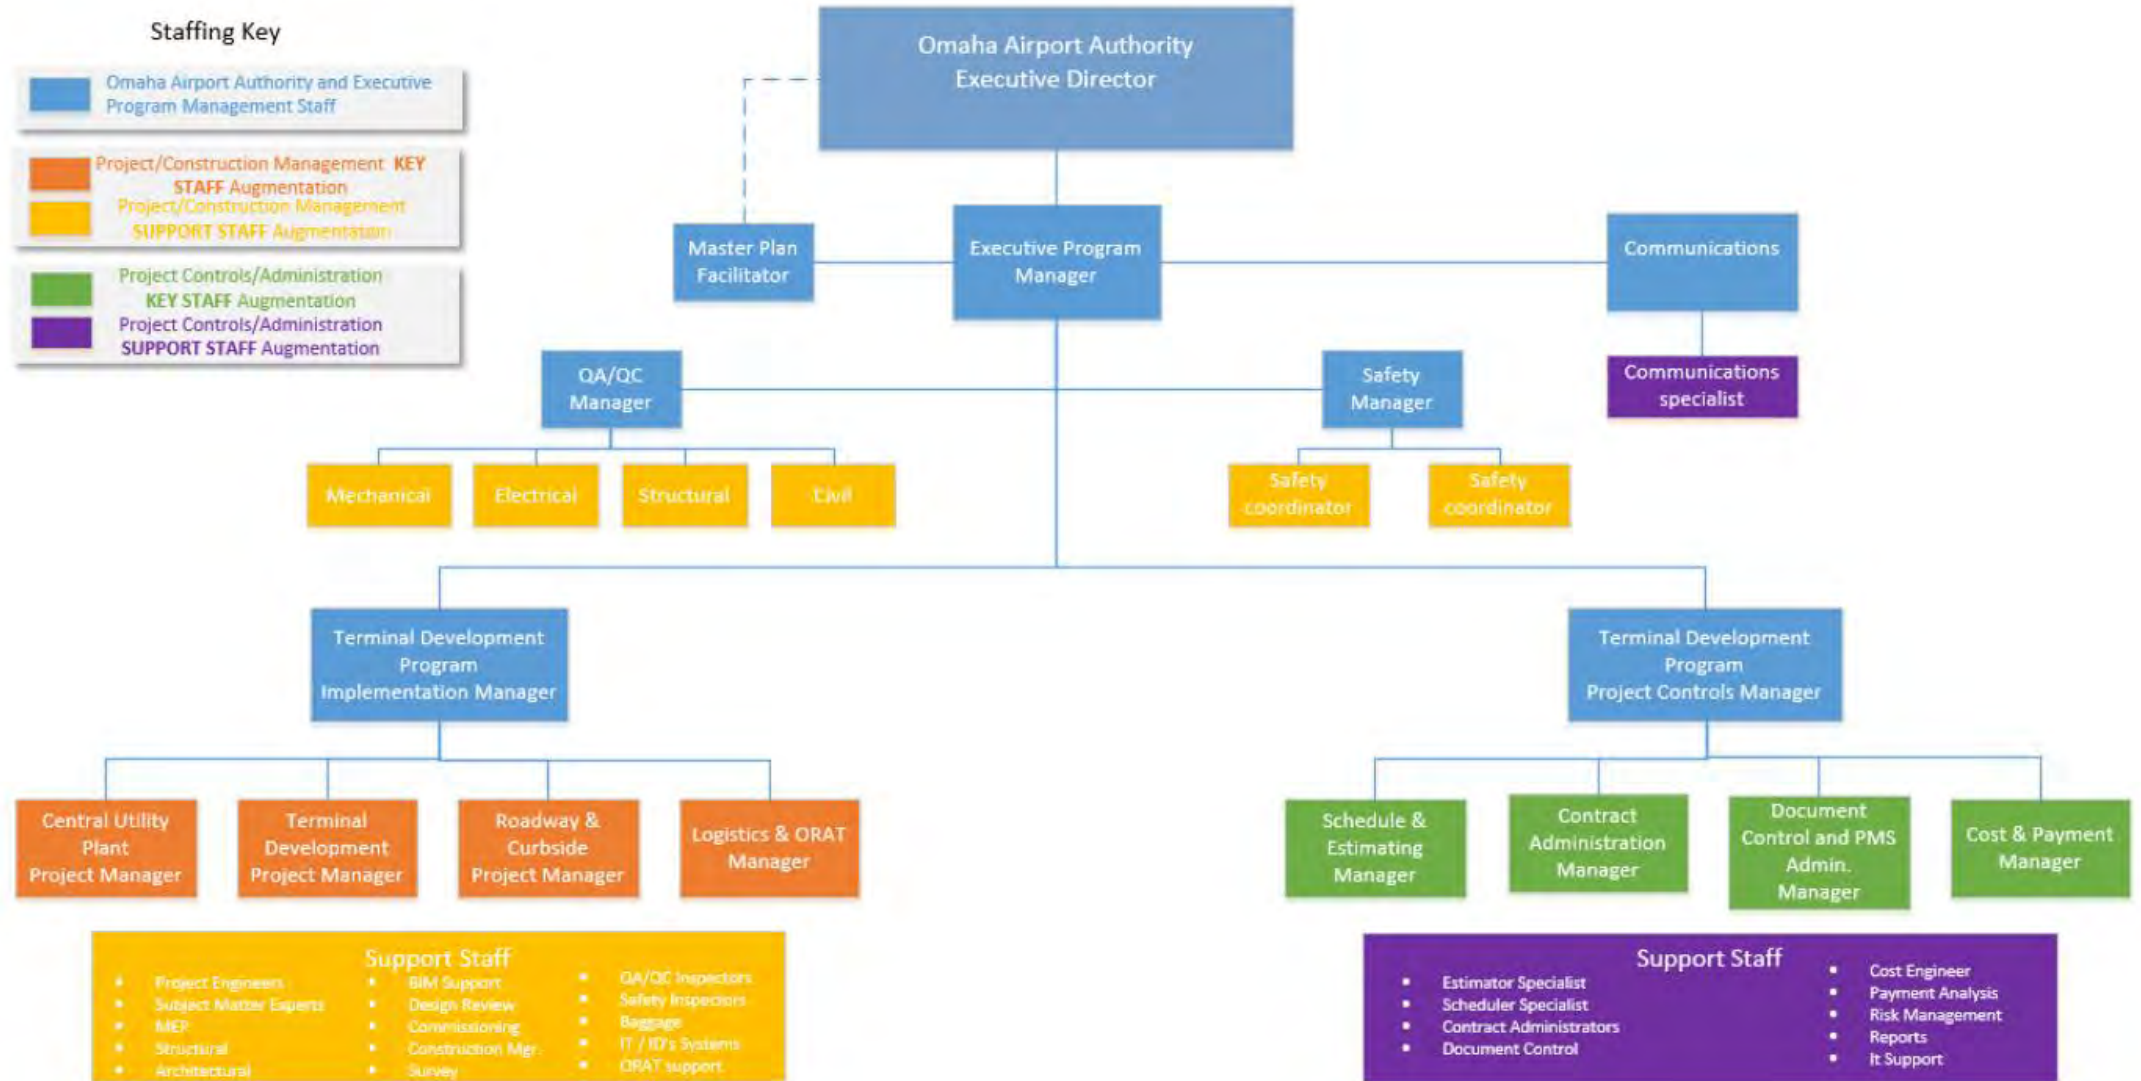 Staffing Key
Omaha Airport Authority and Executive
Program Management Staff
Project/Construction Management KEY
STAFF Augmentation
Project/Construction Management
SUPPORT STAFF Augmentation
Project Controls/Administration
KEY STAFF Augmentation
Project Controls/Administration
SUPPORT STAFF Augmentation
Omaha Airport Authority
Executive Director
Master Plan
Facilitator
Executive Program
Manager
Communications
Communications
specialist
QA/QC
Manager
Safety
Manager
Mechanical
Electrical
Structural
Civil
Safety
coordinator
Safety
coordinator
Terminal Development
Program
Implementation Manager
Terminal Development
Program
Project Controls Manager
Central Utility
Plant
Project Manager
Terminal
Development
Project Manager
Roadway &
Curbside
Project Manager
Logistics & ORAT
Manager
Schedule &
Estimating
Manager
Contract
Administration
Manager
Document
Control and PMS
Admin.
Manager
Cost & Payment
Manager
Support Staff
Project Engineers
Subject Matter Experts
MEP
Structural
Architectural
BIM Support
Design Review
Commissioning
Construction Mgr.
Survey
QA/QC Inspectors
Safety Inspectors
Baggage
IT / ID's Systems
ORAT support
Support Staff
Estimator Specialist
Scheduler Specialist
Contract Administrators
Document Control
Cost Engineer
Payment Analysis
Risk Management
Reports
It Support